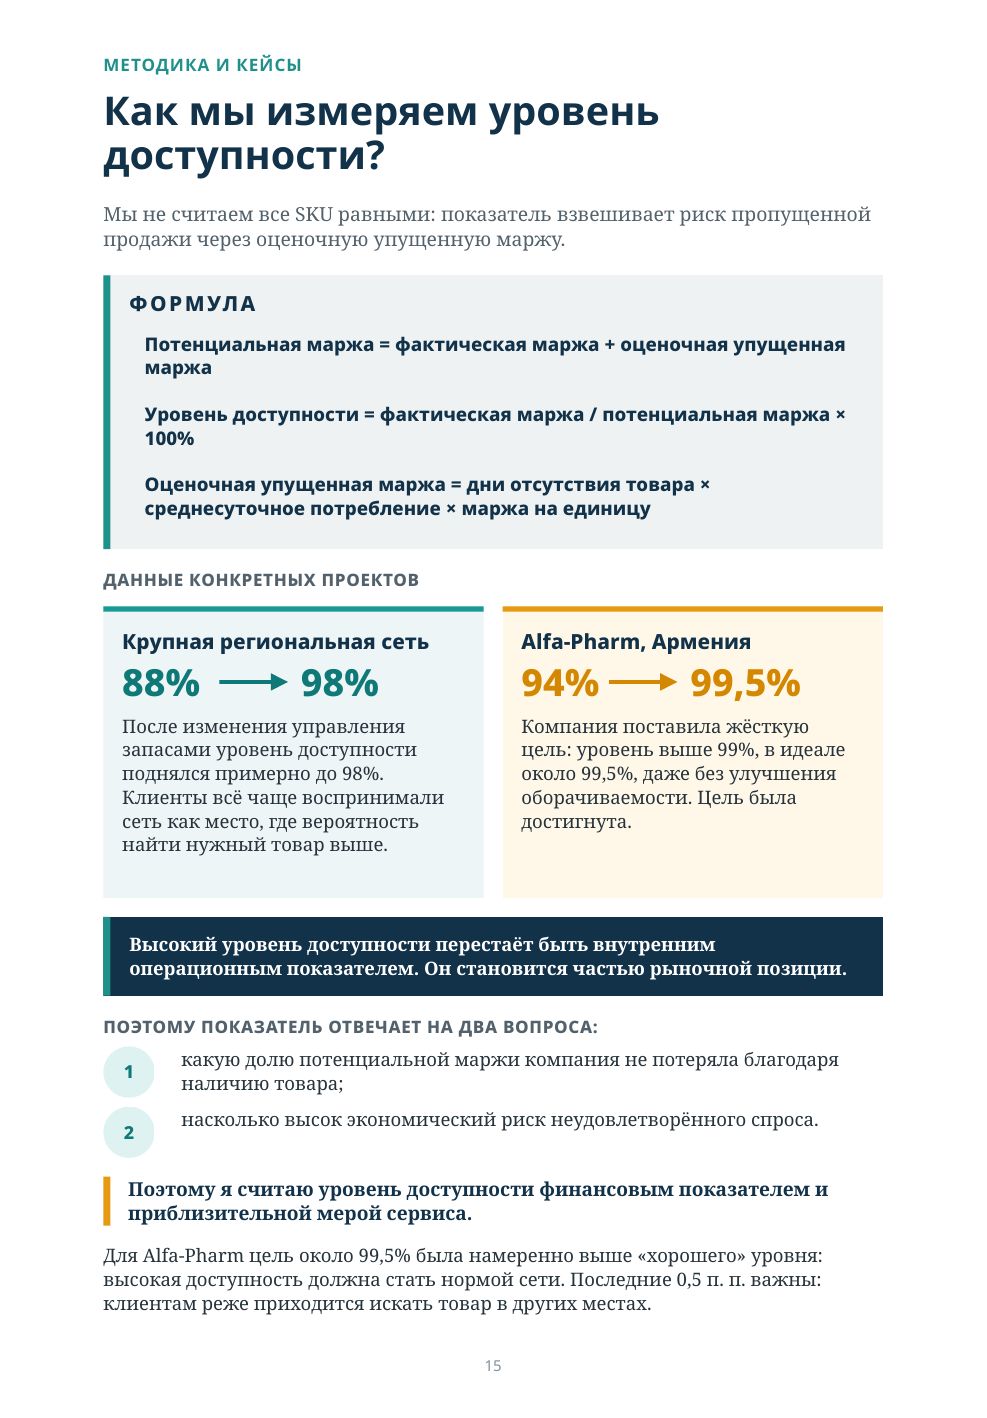 МЕТОДИКА И КЕЙСЫ
Как мы измеряем уровень
доступности?
Мы не считаем все SKU равными: показатель взвешивает риск пропущенной
продажи через оценочную упущенную маржу.
ФОРМУЛА
Потенциальная маржа = фактическая маржа + оценочная упущенная
маржа
Уровень доступности = фактическая маржа / потенциальная маржа ×
100%
Оценочная упущенная маржа = дни отсутствия товара ×
среднесуточное потребление × маржа на единицу
ДАННЫЕ КОНКРЕТНЫХ ПРОЕКТОВ
Крупная региональная сеть
88% → 98%
После изменения управления
запасами уровень доступности
поднялся примерно до 98%.
Клиенты всё чаще воспринимали
сеть как место, где вероятность
найти нужный товар выше.
Alfa-Pharm, Армения
94% → 99,5%
Компания поставила жёсткую
цель: уровень выше 99%, в идеале
около 99,5%, даже без улучшения
оборачиваемости. Цель была
достигнута.
Высокий уровень доступности перестаёт быть внутренним
операционным показателем. Он становится частью рыночной позиции.
ПОЭТОМУ ПОКАЗАТЕЛЬ ОТВЕЧАЕТ НА ДВА ВОПРОСА:
1 какую долю потенциальной маржи компания не потеряла благодаря
наличию товара;
2 насколько высок экономический риск неудовлетворённого спроса.
Поэтому я считаю уровень доступности финансовым показателем и
приблизительной мерой сервиса.
Для Alfa-Pharm цель около 99,5% была намеренно выше «хорошего» уровня:
высокая доступность должна стать нормой сети. Последние 0,5 п. п. важны:
клиентам реже приходится искать товар в других местах.
15